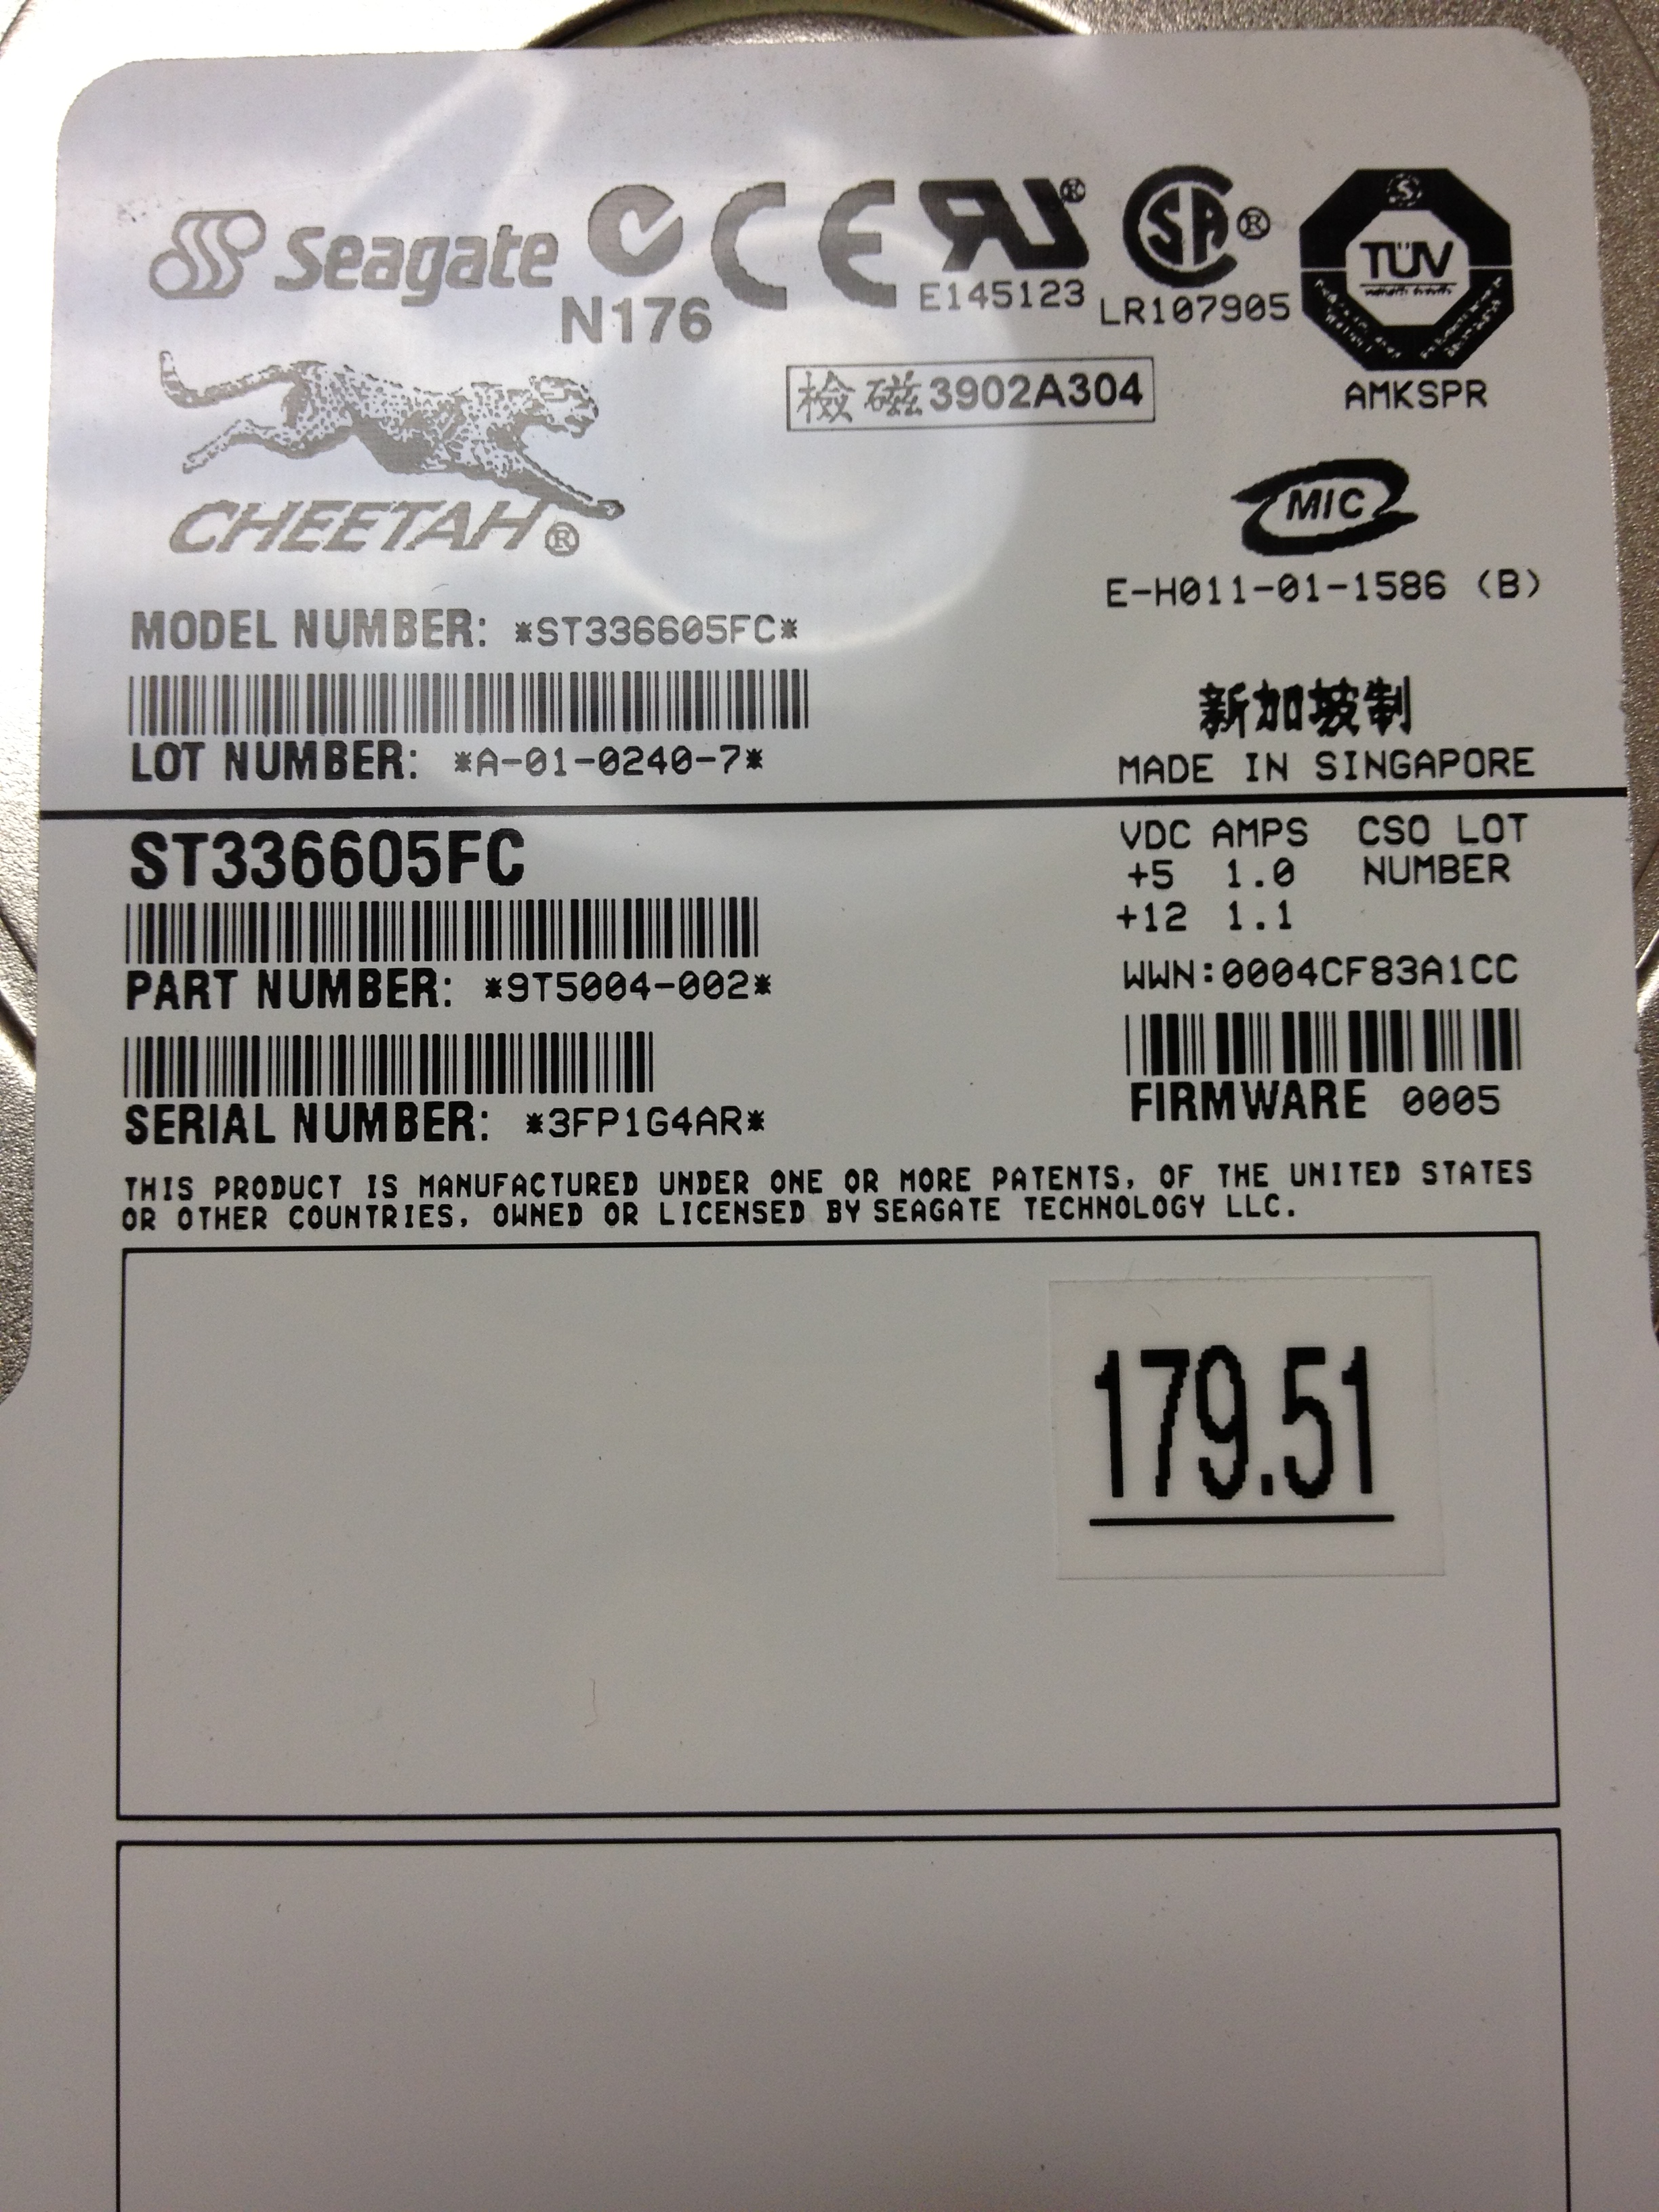 Seagate
N176
CE
RU®
E145123
SA®
LR107905
TÜV
AMKSPR
檢磁3902A304
CHEETAH®
MIC
E-H011-01-1586 (B)
MODEL NUMBER: *ST336605FC*
LOT NUMBER: *A-01-0240-7*
新加坡制
MADE IN SINGAPORE
ST336605FC
VDC AMPS CSO LOT
+5 1.0 NUMBER
+12 1.1
PART NUMBER: *9T5004-002*
WWN:0004CF83A1CC
SERIAL NUMBER: *3FP1G4AR*
FIRMWARE 0005
THIS PRODUCT IS MANUFACTURED UNDER ONE OR MORE PATENTS, OF THE UNITED STATES
OR OTHER COUNTRIES, OWNED OR LICENSED BY SEAGATE TECHNOLOGY LLC.
179.51